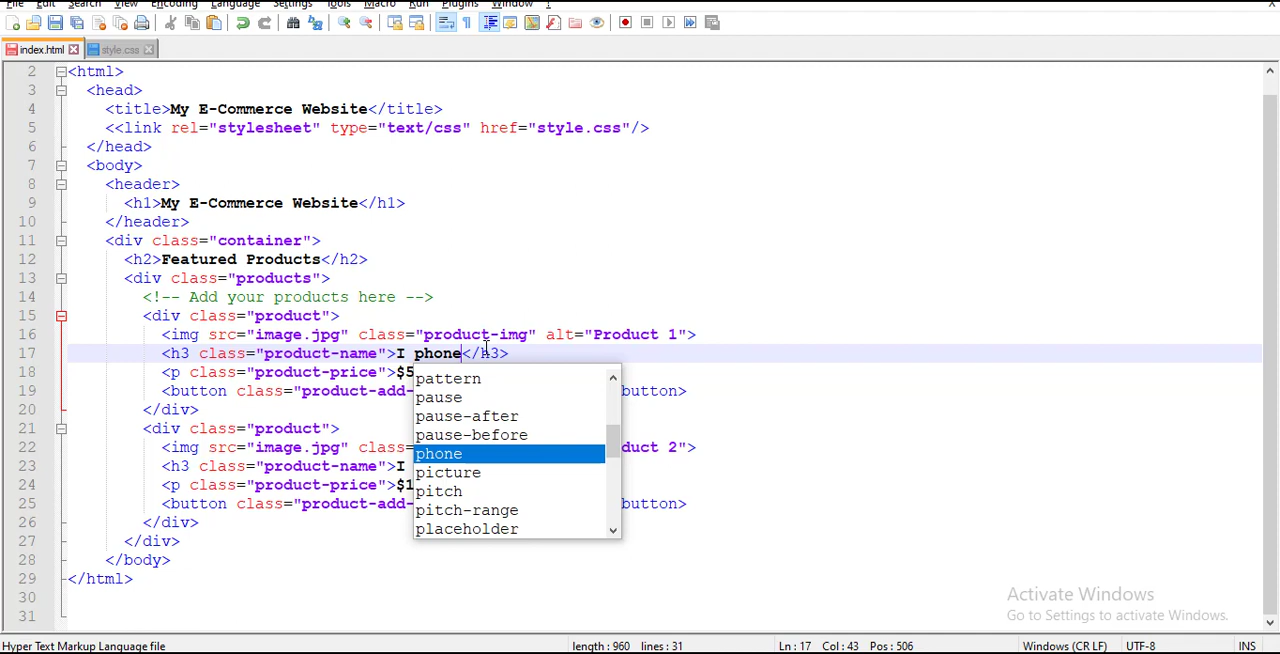 File Edit Search View Encoding Language Settings Tools Macro Run Plugins Window ?
index.html style.css
2 <html>
3 <head>
4 <title>My E-Commerce Website</title>
5 <<link rel="stylesheet" type="text/css" href="style.css"/>
6 </head>
7 <body>
8 <header>
9 <h1>My E-Commerce Website</h1>
10 </header>
11 <div class="container">
12 <h2>Featured Products</h2>
13 <div class="products">
14 <!-- Add your products here -->
15 <div class="product">
16 <img src="image.jpg" class="product-img" alt="Product 1">
17 <h3 class="product-name">I phone</h3>
18 <p class="product-price">$5
19 <button class="product-add- button>
20 </div>
21 <div class="product">
22 <img src="image.jpg" class= duct 2">
23 <h3 class="product-name">I
24 <p class="product-price">$1
25 <button class="product-add- button>
26 </div>
27 </div>
28 </body>
29 </html>
30
31
pattern
pause
pause-after
pause-before
phone
picture
pitch
pitch-range
placeholder
Activate Windows
Go to Settings to activate Windows.
Hyper Text Markup Language file length : 960 lines : 31 Ln : 17 Col : 43 Pos : 506 Windows (CR LF) UTF-8 INS